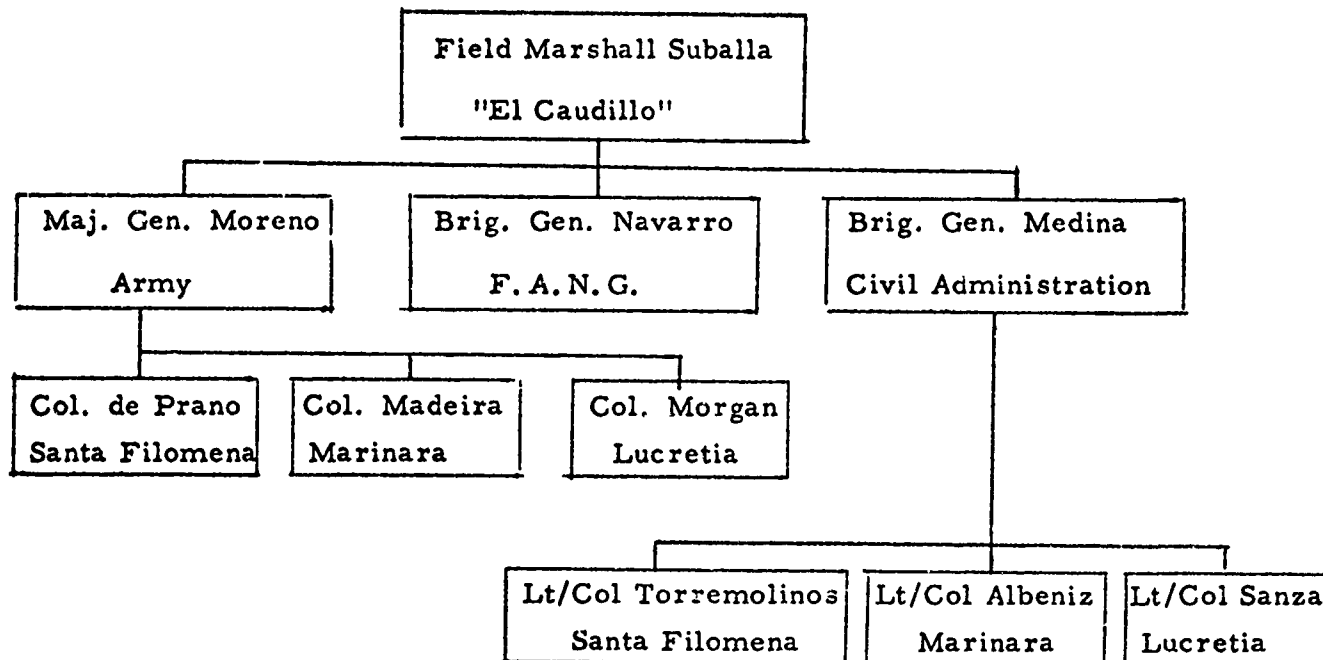 Field Marshall Suballa
"El Caudillo"
Maj. Gen. Moreno
Army
Brig. Gen. Navarro
F. A. N. G.
Brig. Gen. Medina
Civil Administration
Col. de Prano
Santa Filomena
Col. Madeira
Marinara
Col. Morgan
Lucretia
Lt/Col Torremolinos
Santa Filomena
Lt/Col Albeniz
Marinara
Lt/Col Sanza
Lucretia